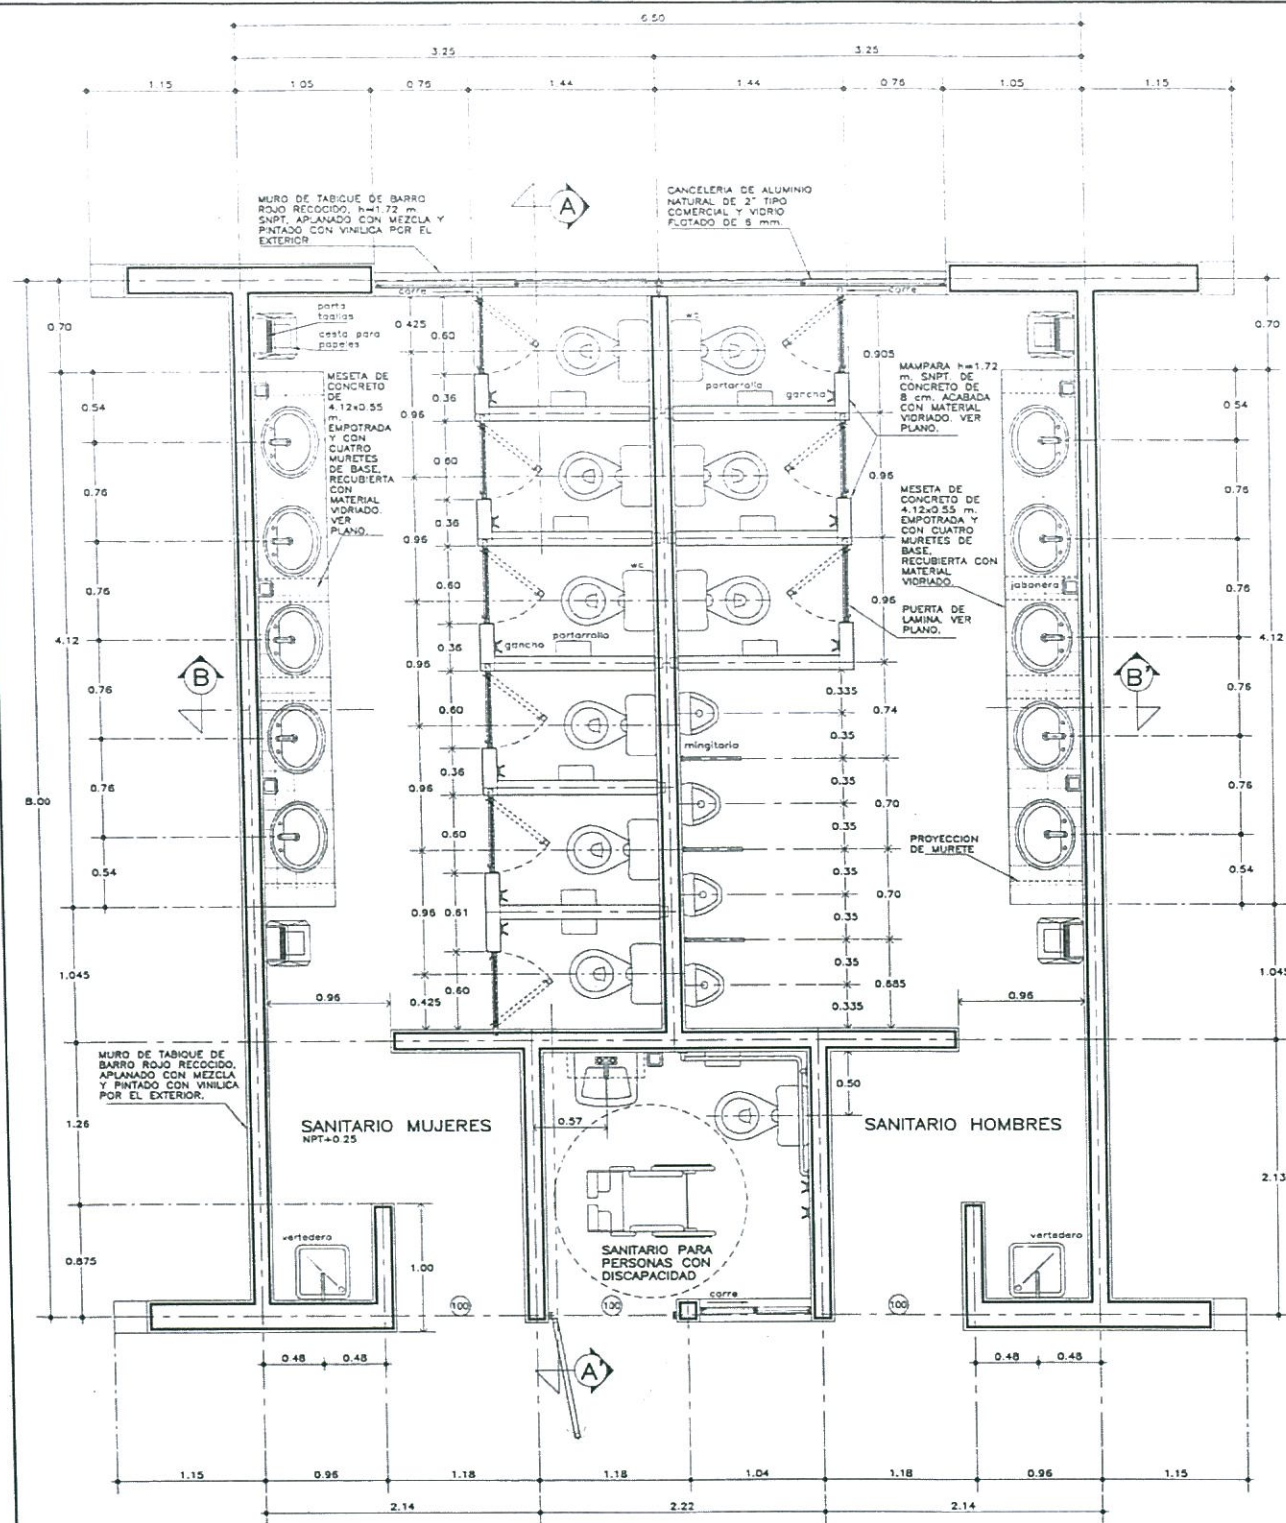 6.50
3.25 3.25
1.15 1.05 0.76 1.44 1.44 0.76 1.05 1.15
MURO DE TABIQUE DE BARRO
ROJO RECOCIDO, h=1.72 m.
SNPT, APLANADO CON MEZCLA Y
PINTADO CON VINILICA POR EL
EXTERIOR
A
CANCELERIA DE ALUMINIO
NATURAL DE 2" TIPO
COMERCIAL Y VIDRIO
FLOTADO DE 6 mm.
corre
corre
porta
toallas
cesta para
papeles
MESETA DE
CONCRETO
DE
4.12x0.55
m.
EMPOTRADA
Y CON
CUATRO
MURETES
DE BASE,
RECUBIERTA
CON
MATERIAL
VIDRIADO.
VER
PLANO.
0.70
0.54
0.76
0.76
4.12
0.76
0.76
0.54
8.00
1.045
1.26
0.875
B
0.425
0.96
0.96
0.96
0.96
0.96
0.425
0.60
0.36
0.60
0.36
0.60
0.36
0.60
0.36
0.60
0.61
0.60
wc
portarrollo
gancho
wc
portarrollo
gancho
mingitorio
0.905
0.96
0.96
MAMPARA h=1.72
m. SNPT. DE
CONCRETO DE
8 cm. ACABADA
CON MATERIAL
VIDRIADO. VER
PLANO.
MESETA DE
CONCRETO DE
4.12x0.55 m.
EMPOTRADA Y
CON CUATRO
MURETES DE
BASE,
RECUBIERTA CON
MATERIAL
VIDRIADO.
jabonera
PUERTA DE
LAMINA. VER
PLANO.
0.335
0.35
0.35
0.35
0.35
0.35
0.35
0.335
0.74
0.70
0.70
0.685
PROYECCION
DE MURETE
B'
0.70
0.54
0.76
0.76
4.12
0.76
0.76
0.54
1.045
2.13
0.96
0.96
MURO DE TABIQUE DE
BARRO ROJO RECOCIDO,
APLANADO CON MEZCLA
Y PINTADO CON VINILICA
POR EL EXTERIOR.
SANITARIO MUJERES
NPT+0.25
0.57
0.50
SANITARIO HOMBRES
SANITARIO PARA
PERSONAS CON
DISCAPACIDAD
vertedero
1.00
vertedero
corre
100
100
100
0.48 0.48
A'
0.48 0.48
1.15 0.96 1.18 1.18 1.04 1.18 0.96 1.15
2.14 2.22 2.14